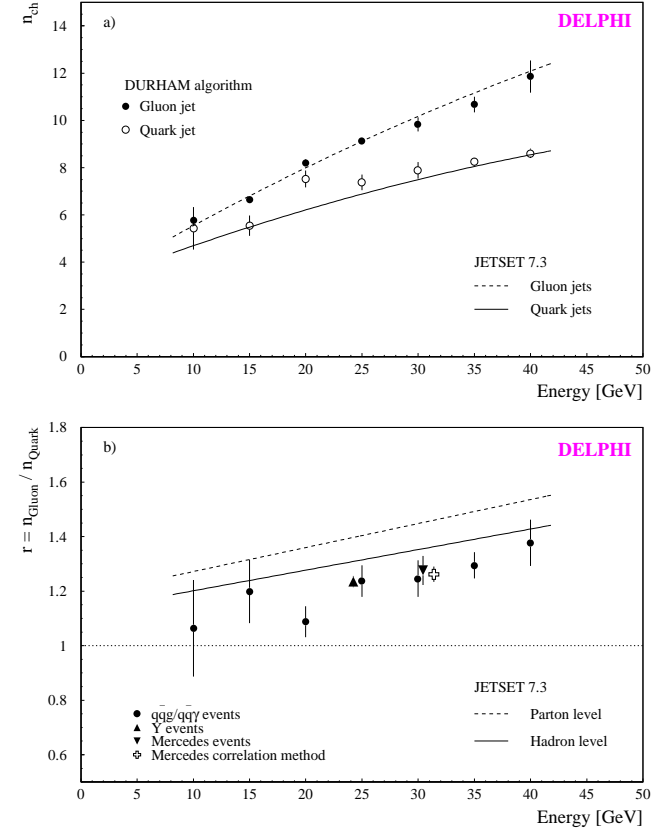 a)
DELPHI
n_ch
DURHAM algorithm
Gluon jet
Quark jet
JETSET 7.3
Gluon jets
Quark jets
14
12
10
8
6
4
2
0
0 5 10 15 20 25 30 35 40 45 50
Energy [GeV]
b)
DELPHI
r = n_Gluon / n_Quark
1.8
1.6
1.4
1.2
1
0.8
0.6
JETSET 7.3
Parton level
Hadron level
qqg/qqγ events
Y events
Mercedes events
Mercedes correlation method
0 5 10 15 20 25 30 35 40 45 50
Energy [GeV]